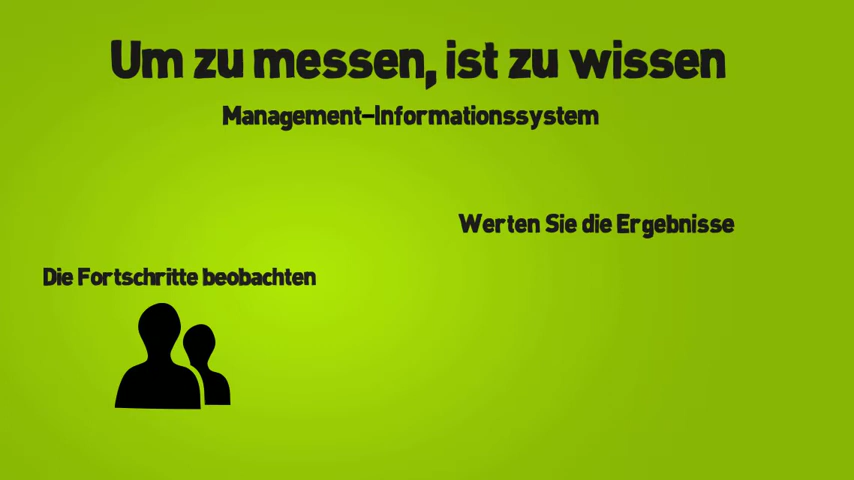 Um zu messen, ist zu wissen
Management-Informationssystem
Werten Sie die Ergebnisse
Die Fortschritte beobachten